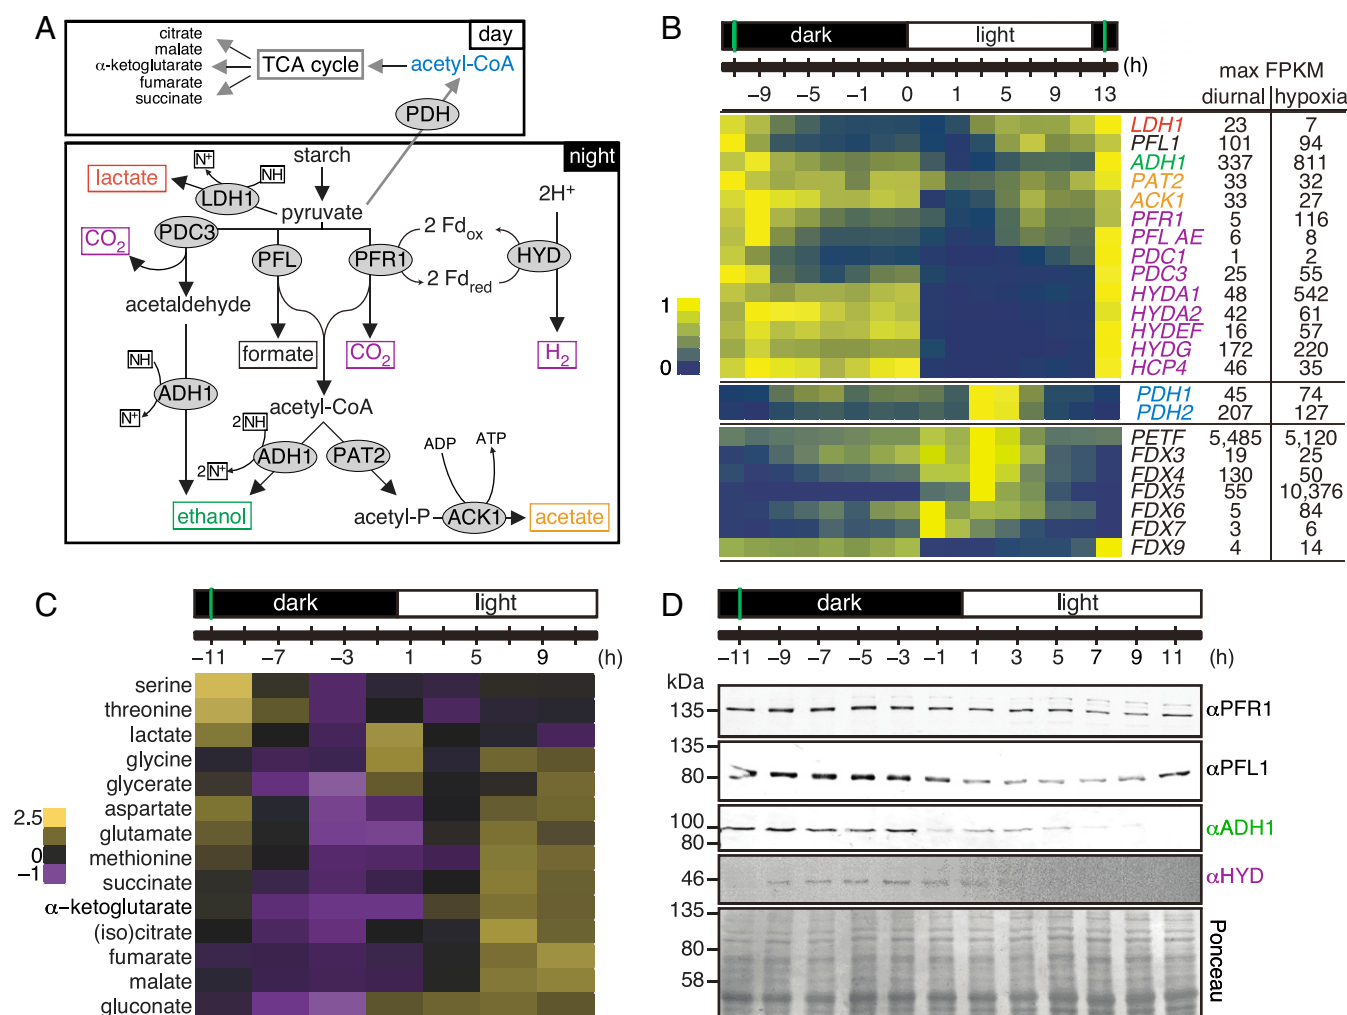 A
day
citrate
malate
α-ketoglutarate
fumarate
succinate
TCA cycle
acetyl-CoA
PDH
night
starch
N+
NH
lactate
LDH1
2H+
pyruvate
CO2
PDC3
PFL
PFR1
2 Fdox
2 Fdred
HYD
acetaldehyde
formate
CO2
H2
NH
ADH1
N+
acetyl-CoA
2NH
ADH1
2N+
PAT2
ADP
ATP
ethanol
acetyl-P
ACK1
acetate
B
dark
light
(h)
−9 −5 −1 0 1 5 9 13
max FPKM
diurnal hypoxia
LDH1 23 7
PFL1 101 94
ADH1 337 811
PAT2 33 32
ACK1 33 27
PFR1 5 116
PFL AE 6 8
PDC1 1 2
PDC3 25 55
HYDA1 48 542
HYDA2 42 61
HYDEF 16 57
HYDG 172 220
HCP4 46 35
1
0
PDH1 45 74
PDH2 207 127
PETF 5,485 5,120
FDX3 19 25
FDX4 130 50
FDX5 55 10,376
FDX6 5 84
FDX7 3 6
FDX9 4 14
C
dark
light
−11 −7 −3 1 5 9 (h)
serine
threonine
lactate
glycine
glycerate
aspartate
glutamate
methionine
succinate
α−ketoglutarate
(iso)citrate
fumarate
malate
gluconate
2.5
0
−1
D
dark
light
−11 −9 −7 −5 −3 −1 1 3 5 7 9 11 (h)
kDa
135
αPFR1
135
80
αPFL1
100
80
αADH1
46
αHYD
135
80
58
Ponceau